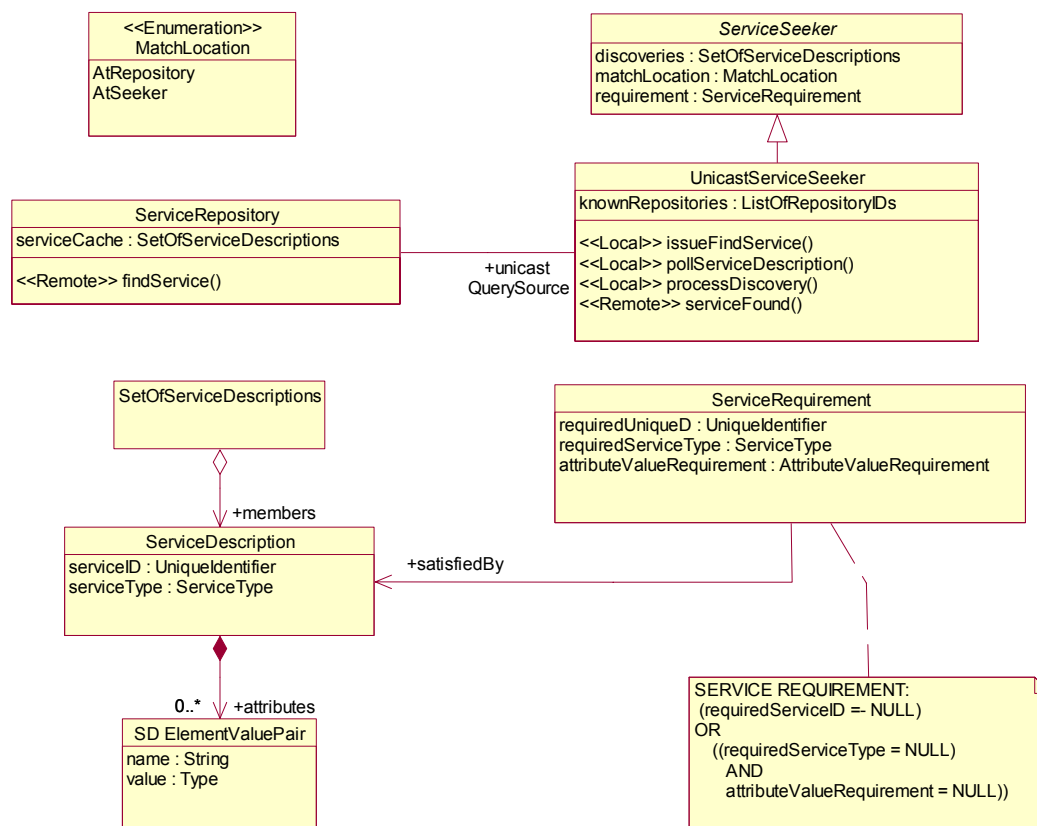 <<Enumeration>>
MatchLocation
AtRepository
AtSeeker
ServiceSeeker
discoveries : SetOfServiceDescriptions
matchLocation : MatchLocation
requirement : ServiceRequirement
UnicastServiceSeeker
knownRepositories : ListOfRepositoryIDs
<<Local>> issueFindService()
<<Local>> pollServiceDescription()
<<Local>> processDiscovery()
<<Remote>> serviceFound()
ServiceRepository
serviceCache : SetOfServiceDescriptions
<<Remote>> findService()
+unicast
QuerySource
SetOfServiceDescriptions
+members
ServiceRequirement
requiredUniqueD : UniqueIdentifier
requiredServiceType : ServiceType
attributeValueRequirement : AttributeValueRequirement
ServiceDescription
serviceID : UniqueIdentifier
serviceType : ServiceType
+satisfiedBy
0..*
+attributes
SD ElementValuePair
name : String
value : Type
SERVICE REQUIREMENT:
(requiredServiceID =- NULL)
OR
((requiredServiceType = NULL)
AND
attributeValueRequirement = NULL))